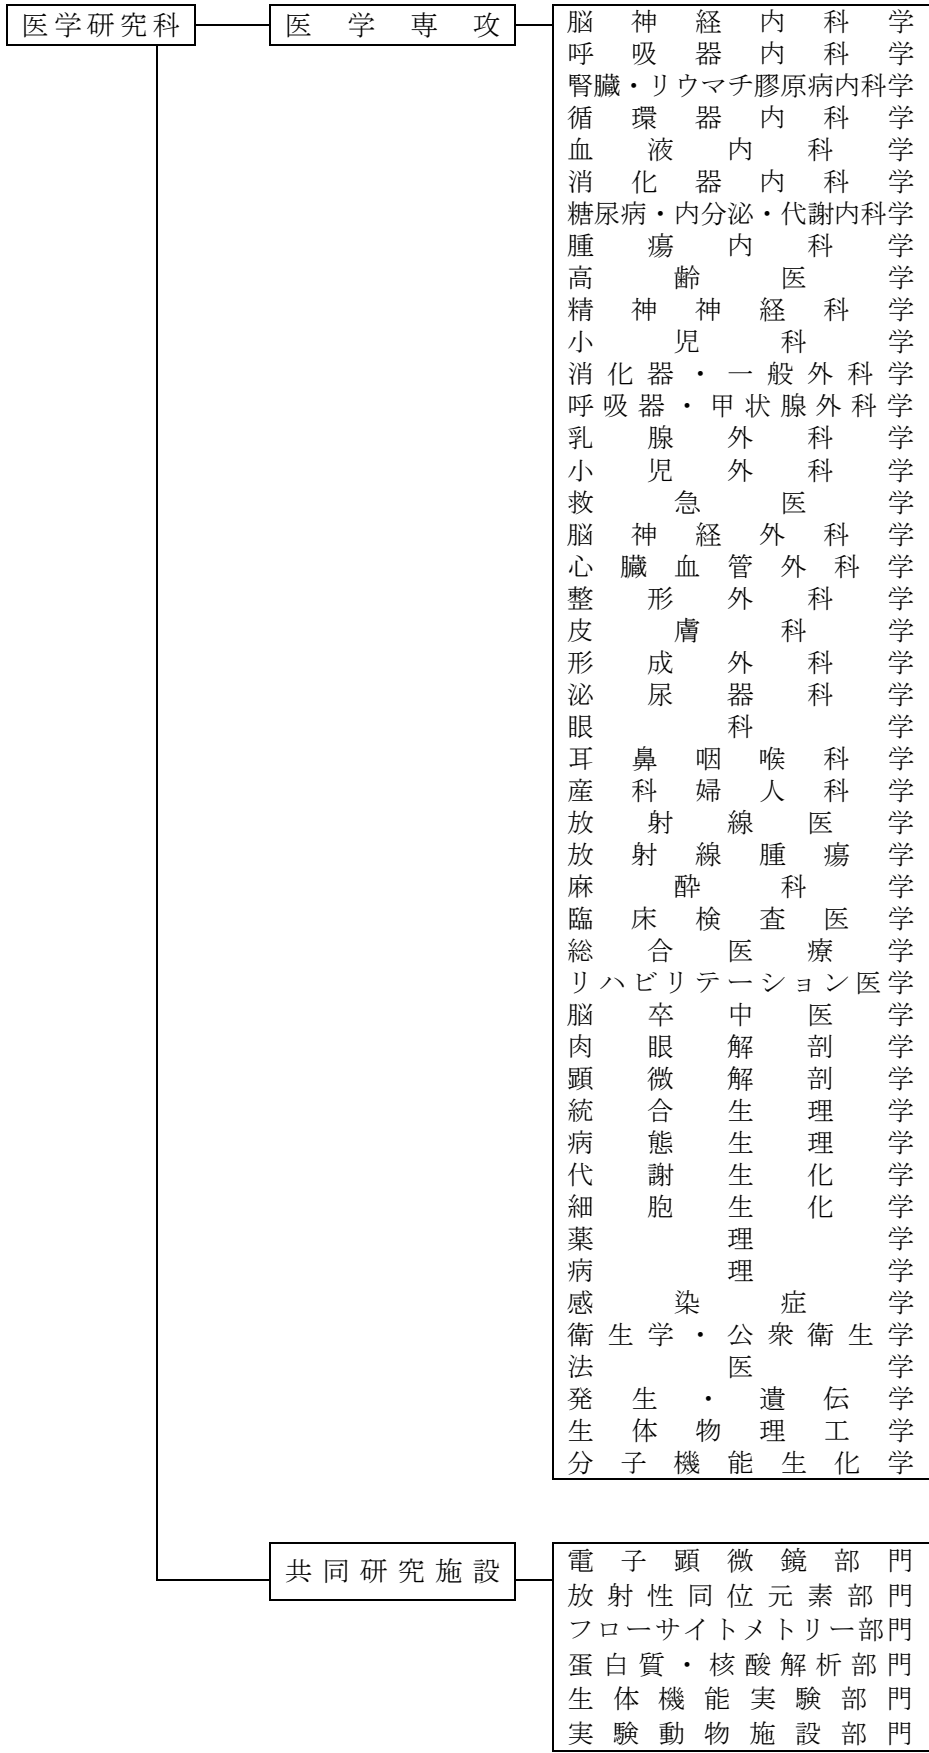 医学研究科
医学専攻
脳神経内科学
呼吸器内科学
腎臓・リウマチ膠原病内科学
循環器内科学
血液内科学
消化器内科学
糖尿病・内分泌・代謝内科学
腫瘍内科学
高齢医学
精神神経科学
小児科学
消化器・一般外科学
呼吸器・甲状腺外科学
乳腺外科学
小児外科学
救急医学
脳神経外科学
心臓血管外科学
整形外科学
皮膚科学
形成外科学
泌尿器科学
眼科学
耳鼻咽喉科学
産科婦人科学
放射線医学
放射線腫瘍学
麻酔科学
臨床検査医学
総合医療学
リハビリテーション医学
脳卒中医学
肉眼解剖学
顕微解剖学
統合生理学
病態生理学
代謝生化学
細胞生化学
薬理学
病理学
感染症学
衛生学・公衆衛生学
法医学
発生・遺伝学
生体物理工学
分子機能生化学
共同研究施設
電子顕微鏡部門
放射性同位元素部門
フローサイトメトリー部門
蛋白質・核酸解析部門
生体機能実験部門
実験動物施設部門